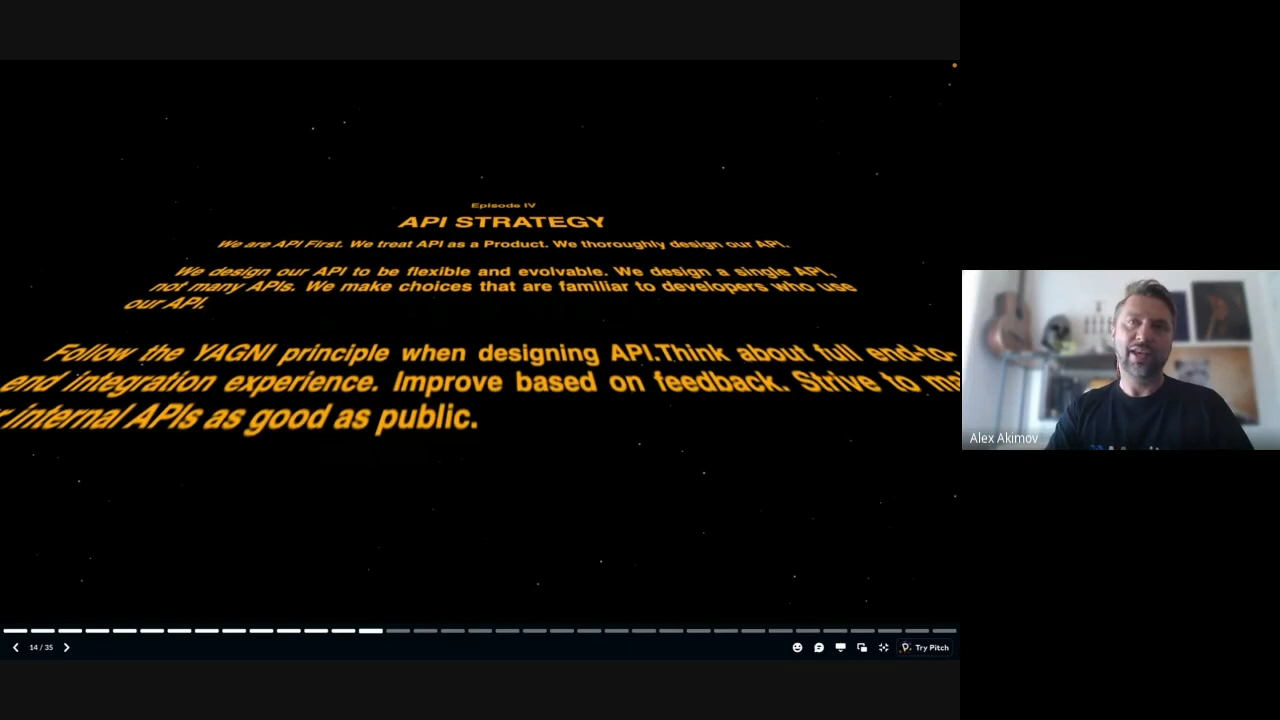 Episode IV
API STRATEGY
We are API First. We treat API as a Product. We thoroughly design our API.
We design our API to be flexible and evolvable. We design a single API,
not many APIs. We make choices that are familiar to developers who use
our API.
Follow the YAGNI principle when designing API.Think about full end-to-
end integration experience. Improve based on feedback. Strive to
internal APIs as good as public.
Alex Akimov
14 / 35
Try Pitch